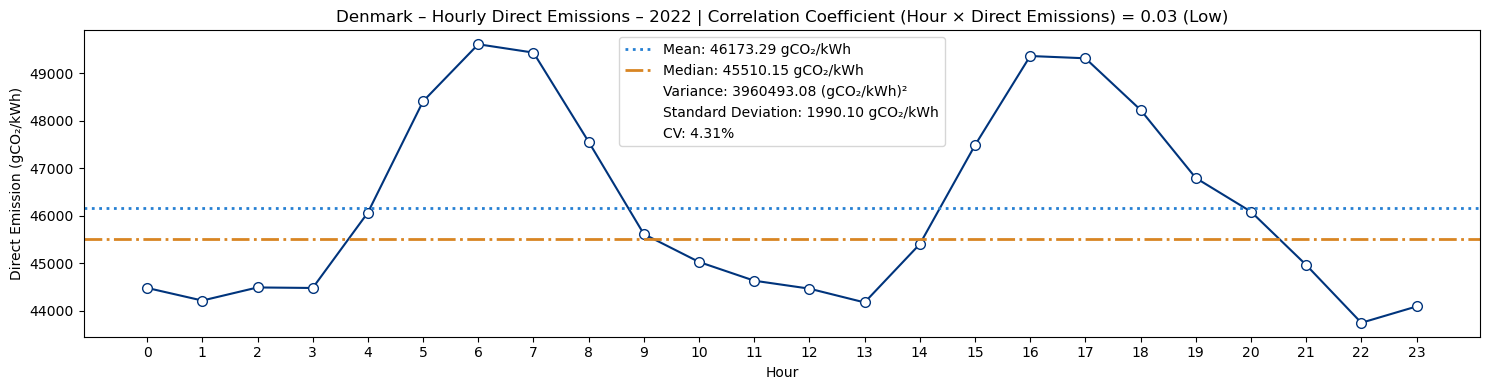 Denmark – Hourly Direct Emissions – 2022 | Correlation Coefficient (Hour × Direct Emissions) = 0.03 (Low)
Mean: 46173.29 gCO₂/kWh
Median: 45510.15 gCO₂/kWh
Variance: 3960493.08 (gCO₂/kWh)²
Standard Deviation: 1990.10 gCO₂/kWh
CV: 4.31%
Direct Emission (gCO₂/kWh)
49000
48000
47000
46000
45000
44000
0 1 2 3 4 5 6 7 8 9 10 11 12 13 14 15 16 17 18 19 20 21 22 23
Hour